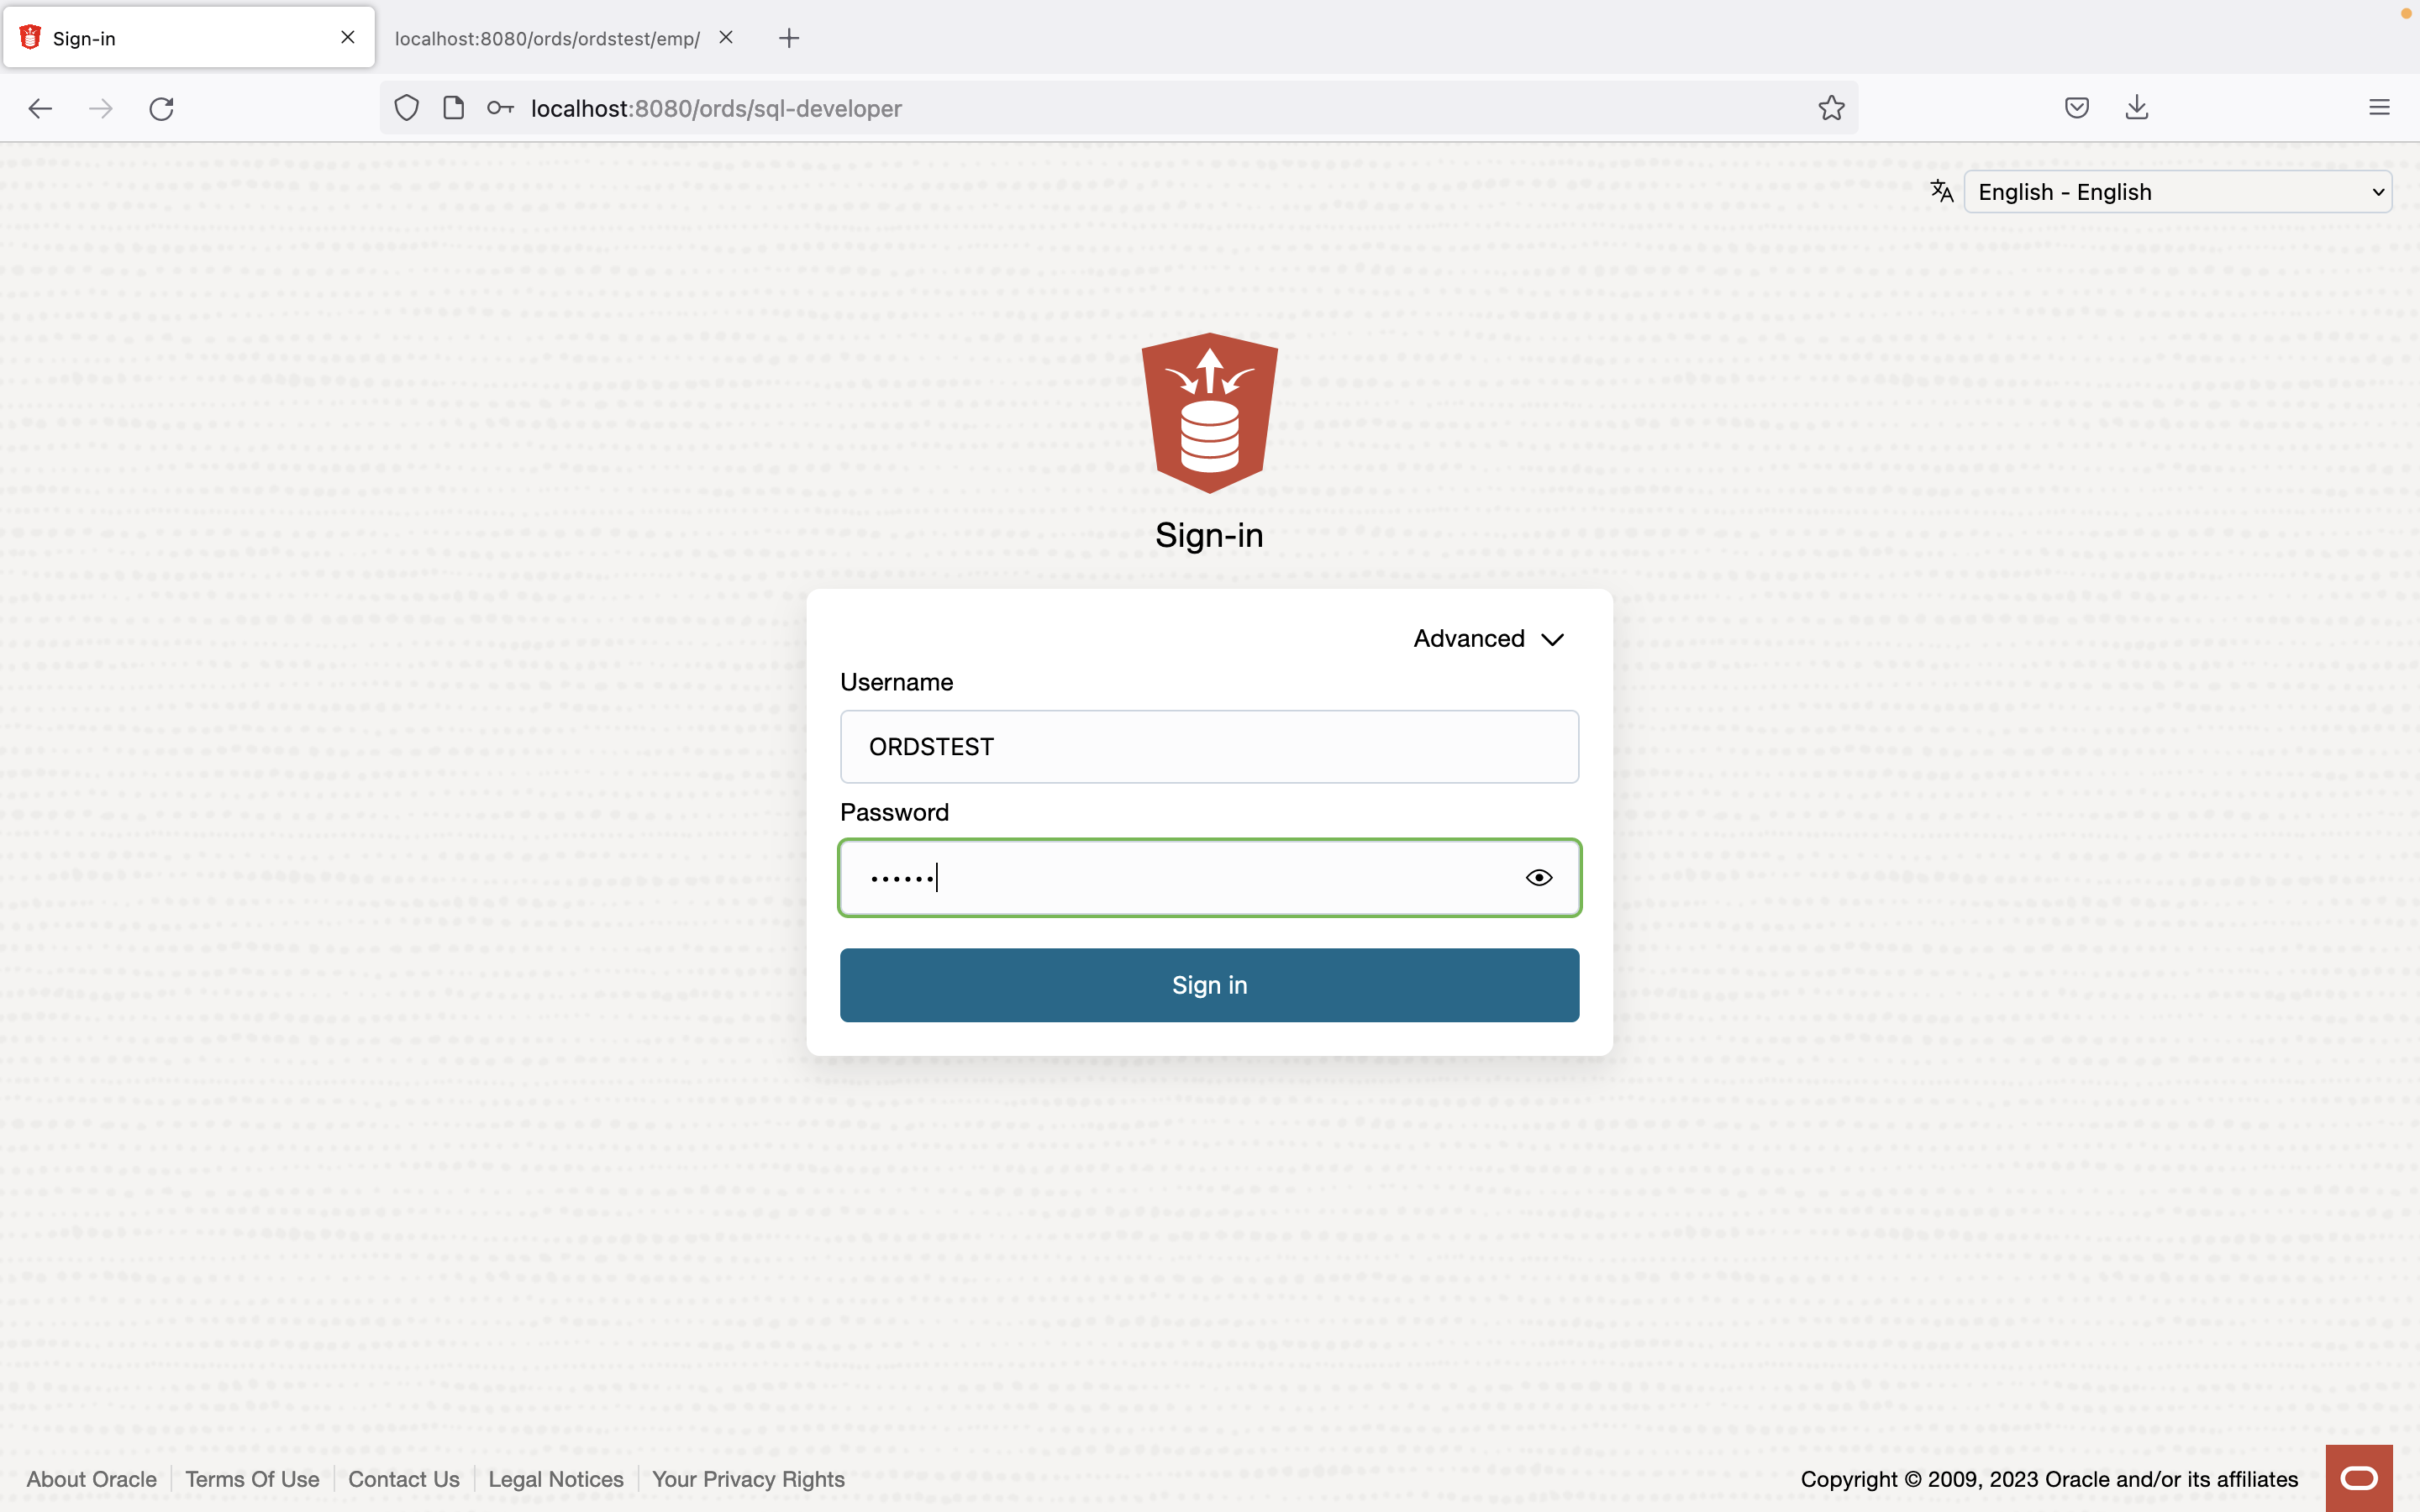 Sign-in
localhost:8080/ords/ordstest/emp/
localhost:8080/ords/sql-developer
English - English
Sign-in
Advanced
Username
ORDSTEST
Password
••••••
Sign in
About Oracle
Terms Of Use
Contact Us
Legal Notices
Your Privacy Rights
Copyright © 2009, 2023 Oracle and/or its affiliates